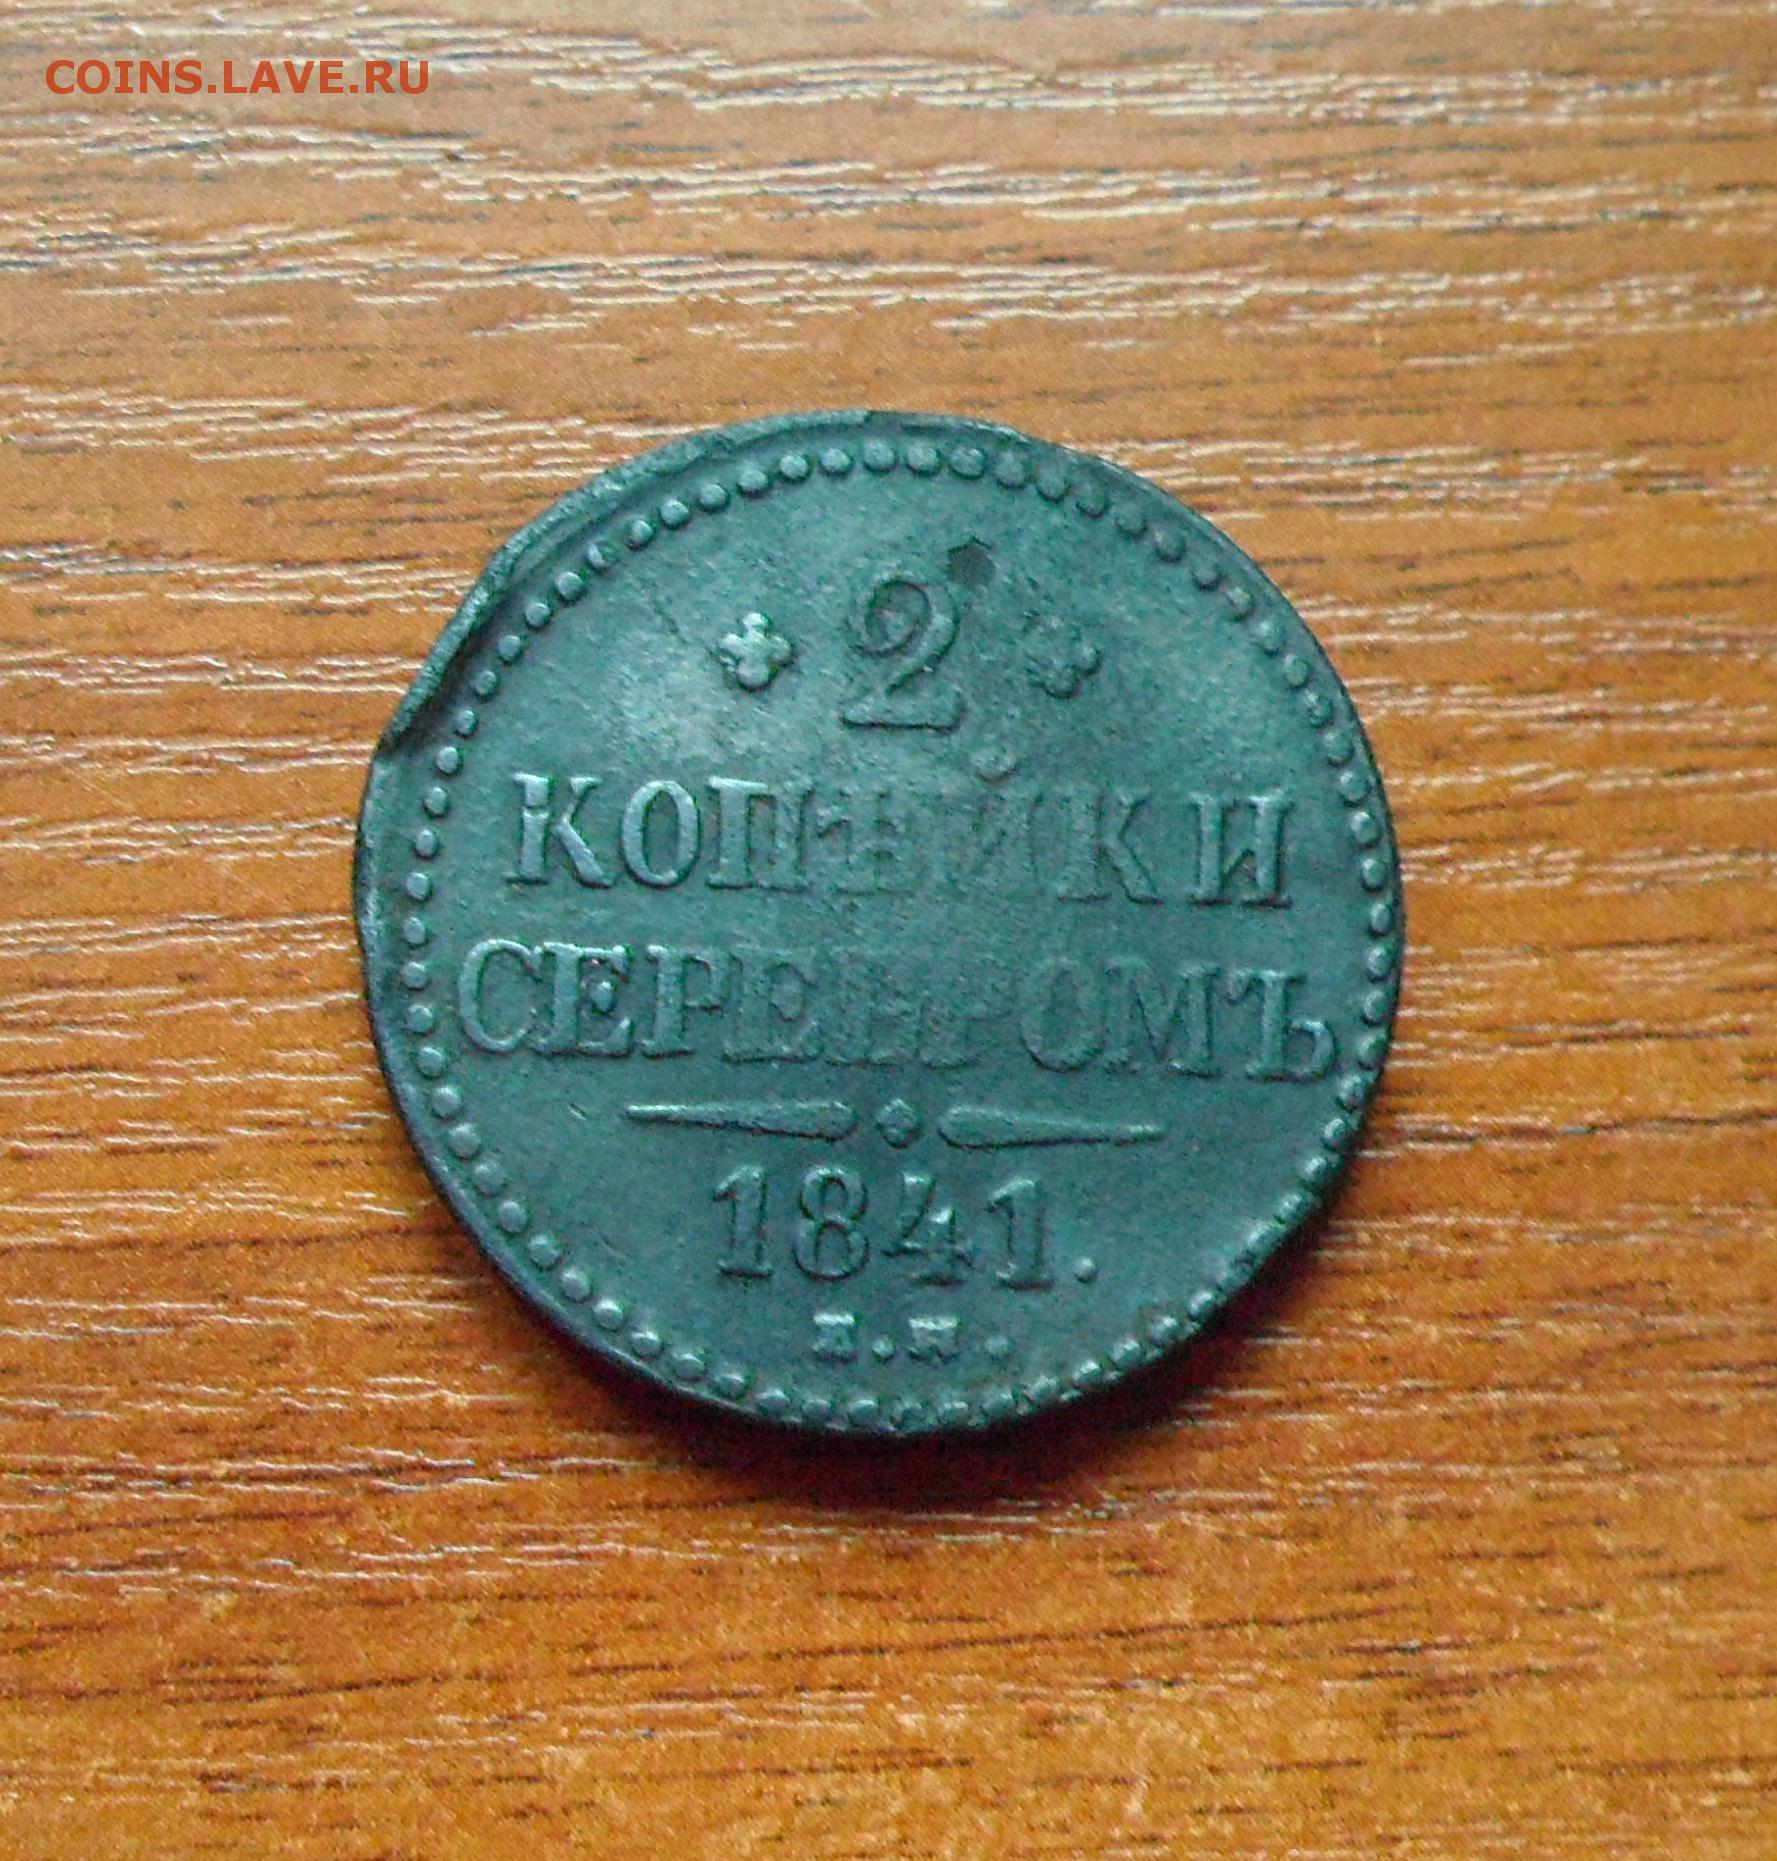 COINS.LAVE.RU
2
КОПѢЙКИ
СЕРЕБРОМЪ
1841.
Е.М.